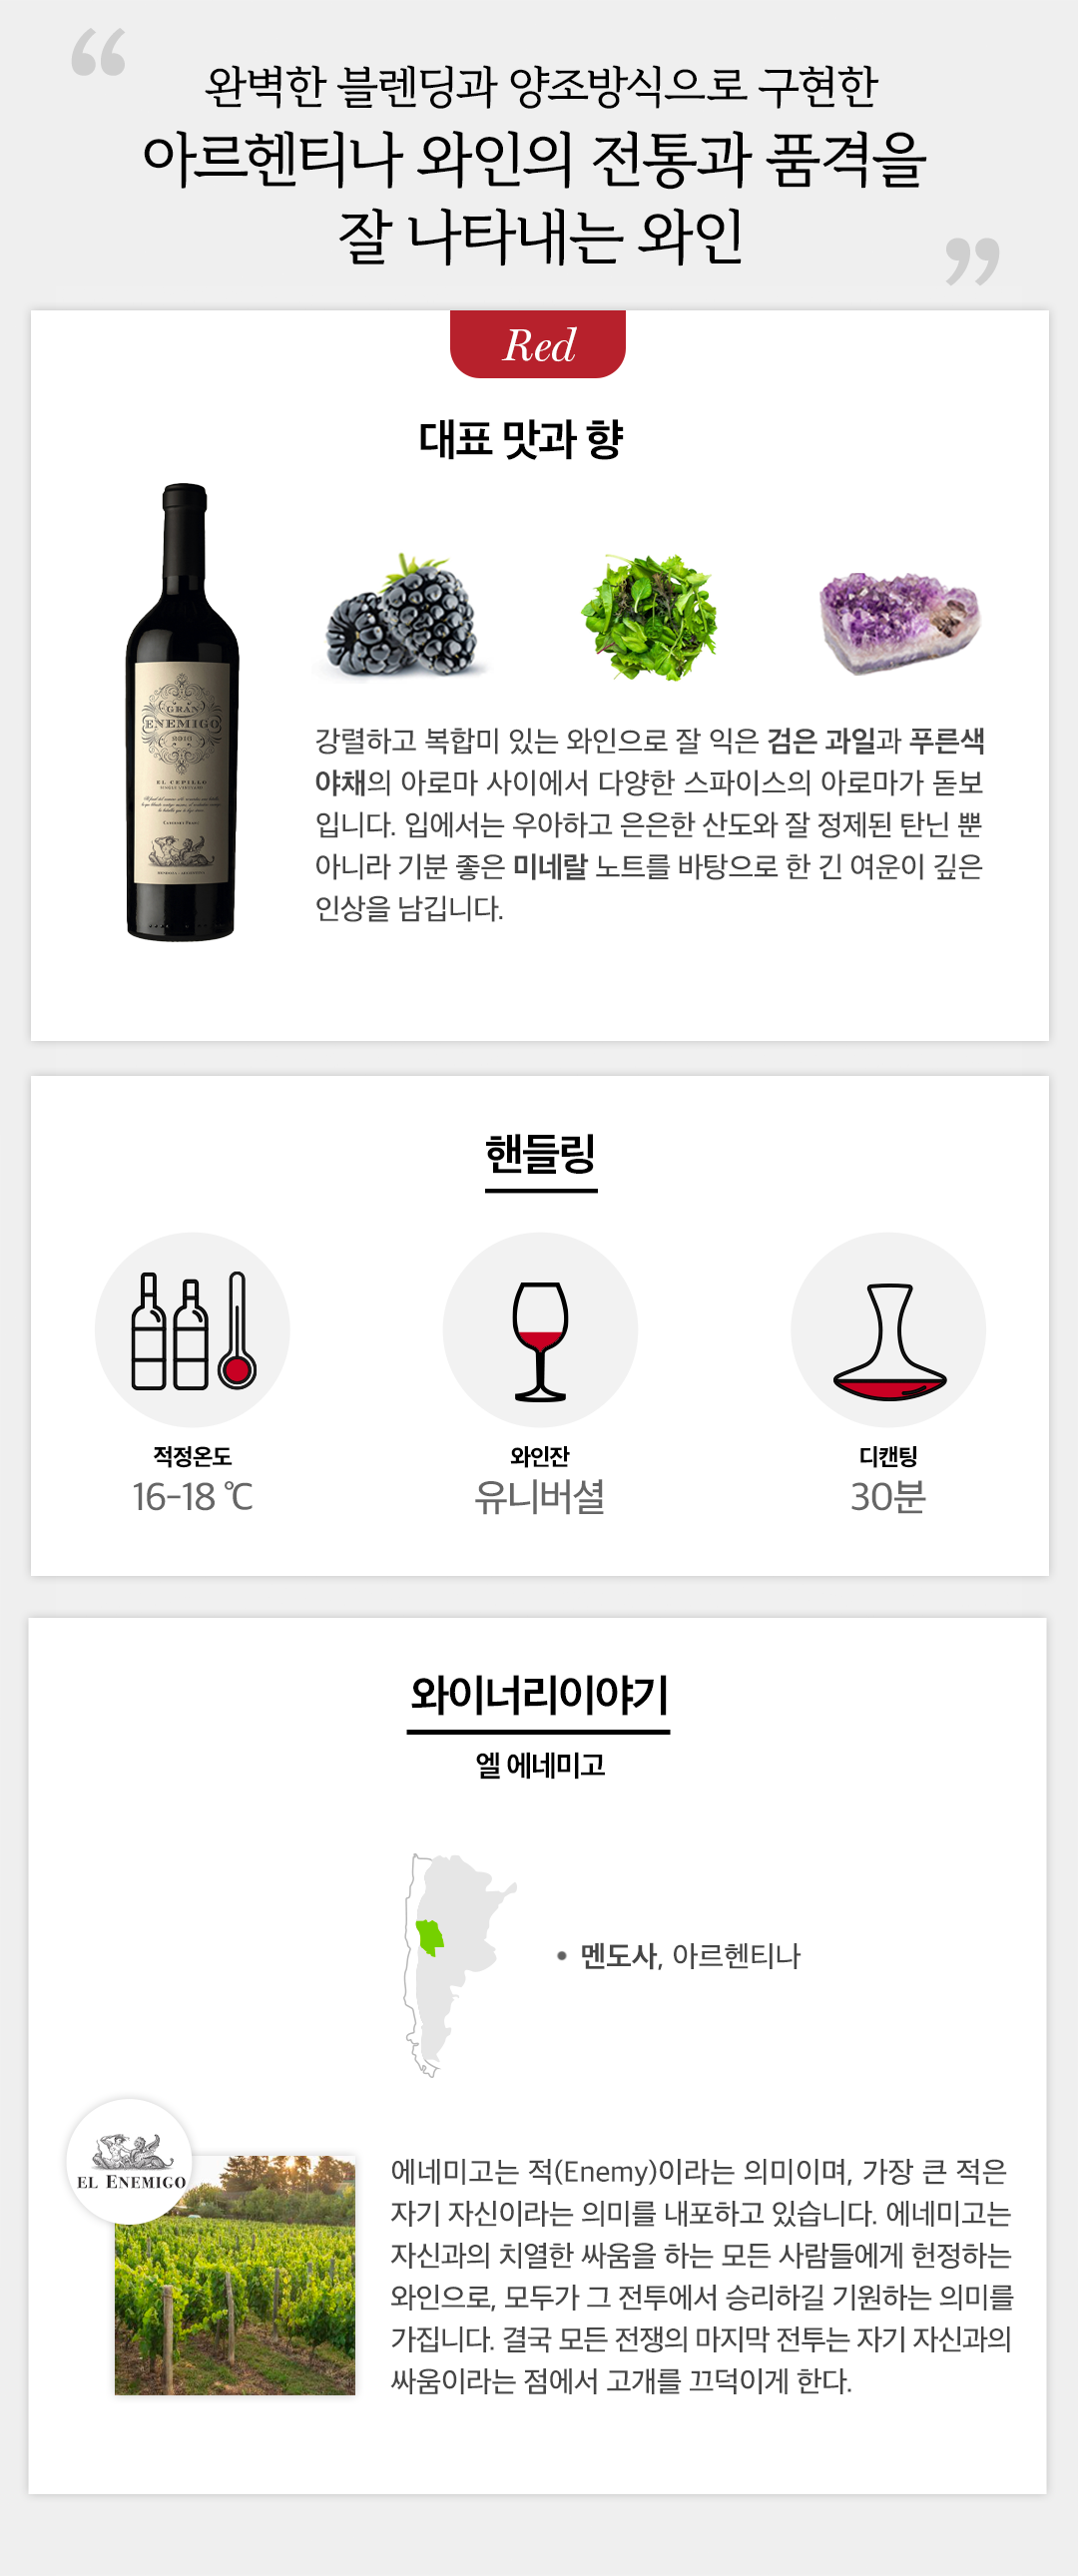 “
완벽한 블렌딩과 양조방식으로 구현한
아르헨티나 와인의 전통과 품격을
잘 나타내는 와인
”
Red
대표 맛과 향
GRAN
ENEMIGO
EL CEPILLO
강렬하고 복합미 있는 와인으로 잘 익은 검은 과일과 푸른색
야채의 아로마 사이에서 다양한 스파이스의 아로마가 돋보
입니다. 입에서는 우아하고 은은한 산도와 잘 정제된 탄닌 뿐
아니라 기분 좋은 미네랄 노트를 바탕으로 한 긴 여운이 깊은
인상을 남깁니다.
핸들링
적정온도
16-18 ℃
와인잔
유니버셜
디캔팅
30분
와이너리이야기
엘 에네미고
• 멘도사, 아르헨티나
EL ENEMIGO
에네미고는 적(Enemy)이라는 의미이며, 가장 큰 적은
자기 자신이라는 의미를 내포하고 있습니다. 에네미고는
자신과의 치열한 싸움을 하는 모든 사람들에게 헌정하는
와인으로, 모두가 그 전투에서 승리하길 기원하는 의미를
가집니다. 결국 모든 전쟁의 마지막 전투는 자기 자신과의
싸움이라는 점에서 고개를 끄덕이게 한다.